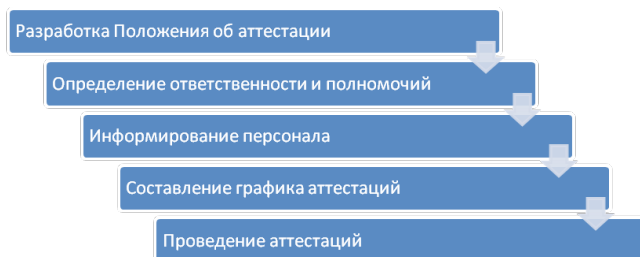 Разработка Положения об аттестации
Определение ответственности и полномочий
Информирование персонала
Составление графика аттестаций
Проведение аттестаций